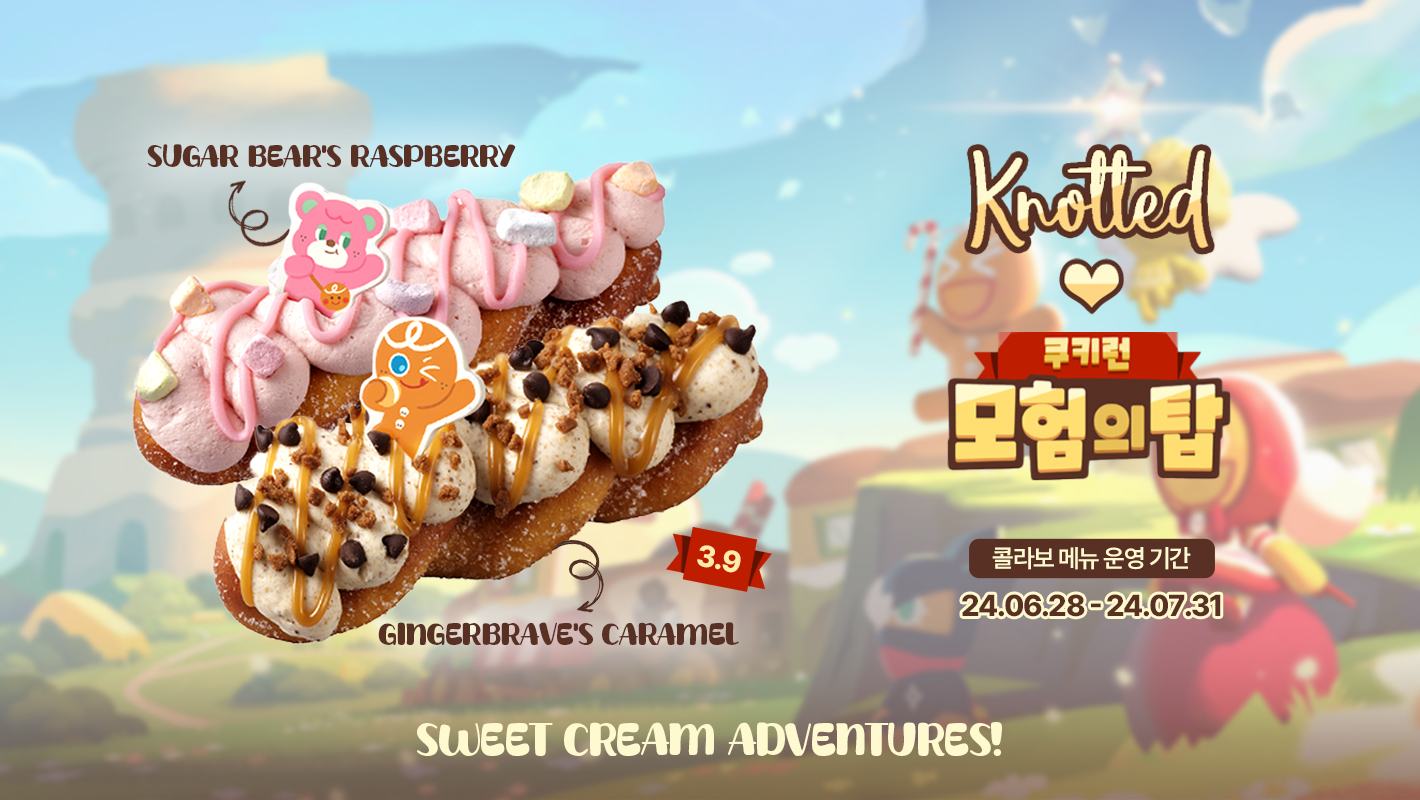 SUGAR BEAR'S RASPBERRY
3.9
GINGERBRAVE'S CARAMEL
Knotted
쿠키런
모험의 탑
콜라보 메뉴 운영 기간
24.06.28 - 24.07.31
SWEET CREAM ADVENTURES!